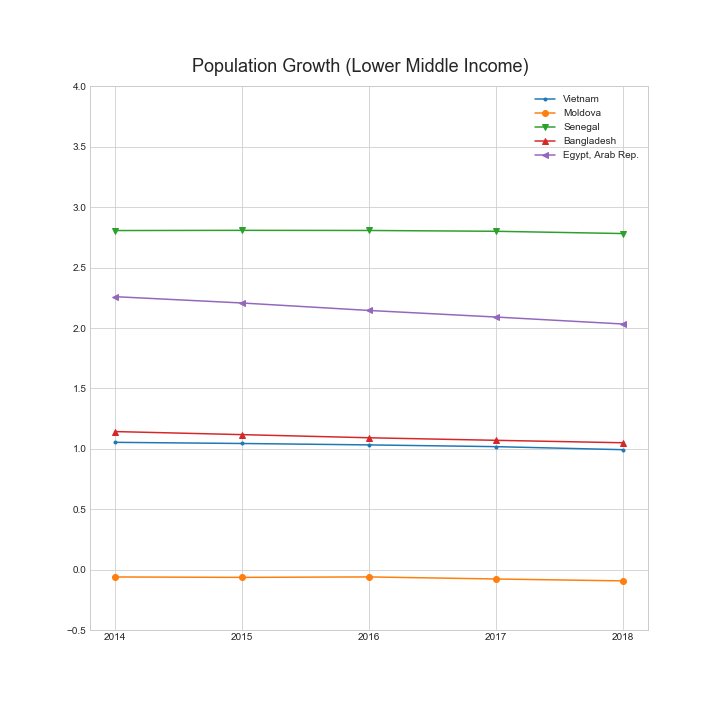 Population Growth (Lower Middle Income)
4.0
3.5
3.0
2.5
2.0
1.5
1.0
0.5
0.0
−0.5
Vietnam
Moldova
Senegal
Bangladesh
Egypt, Arab Rep.
2014 2015 2016 2017 2018